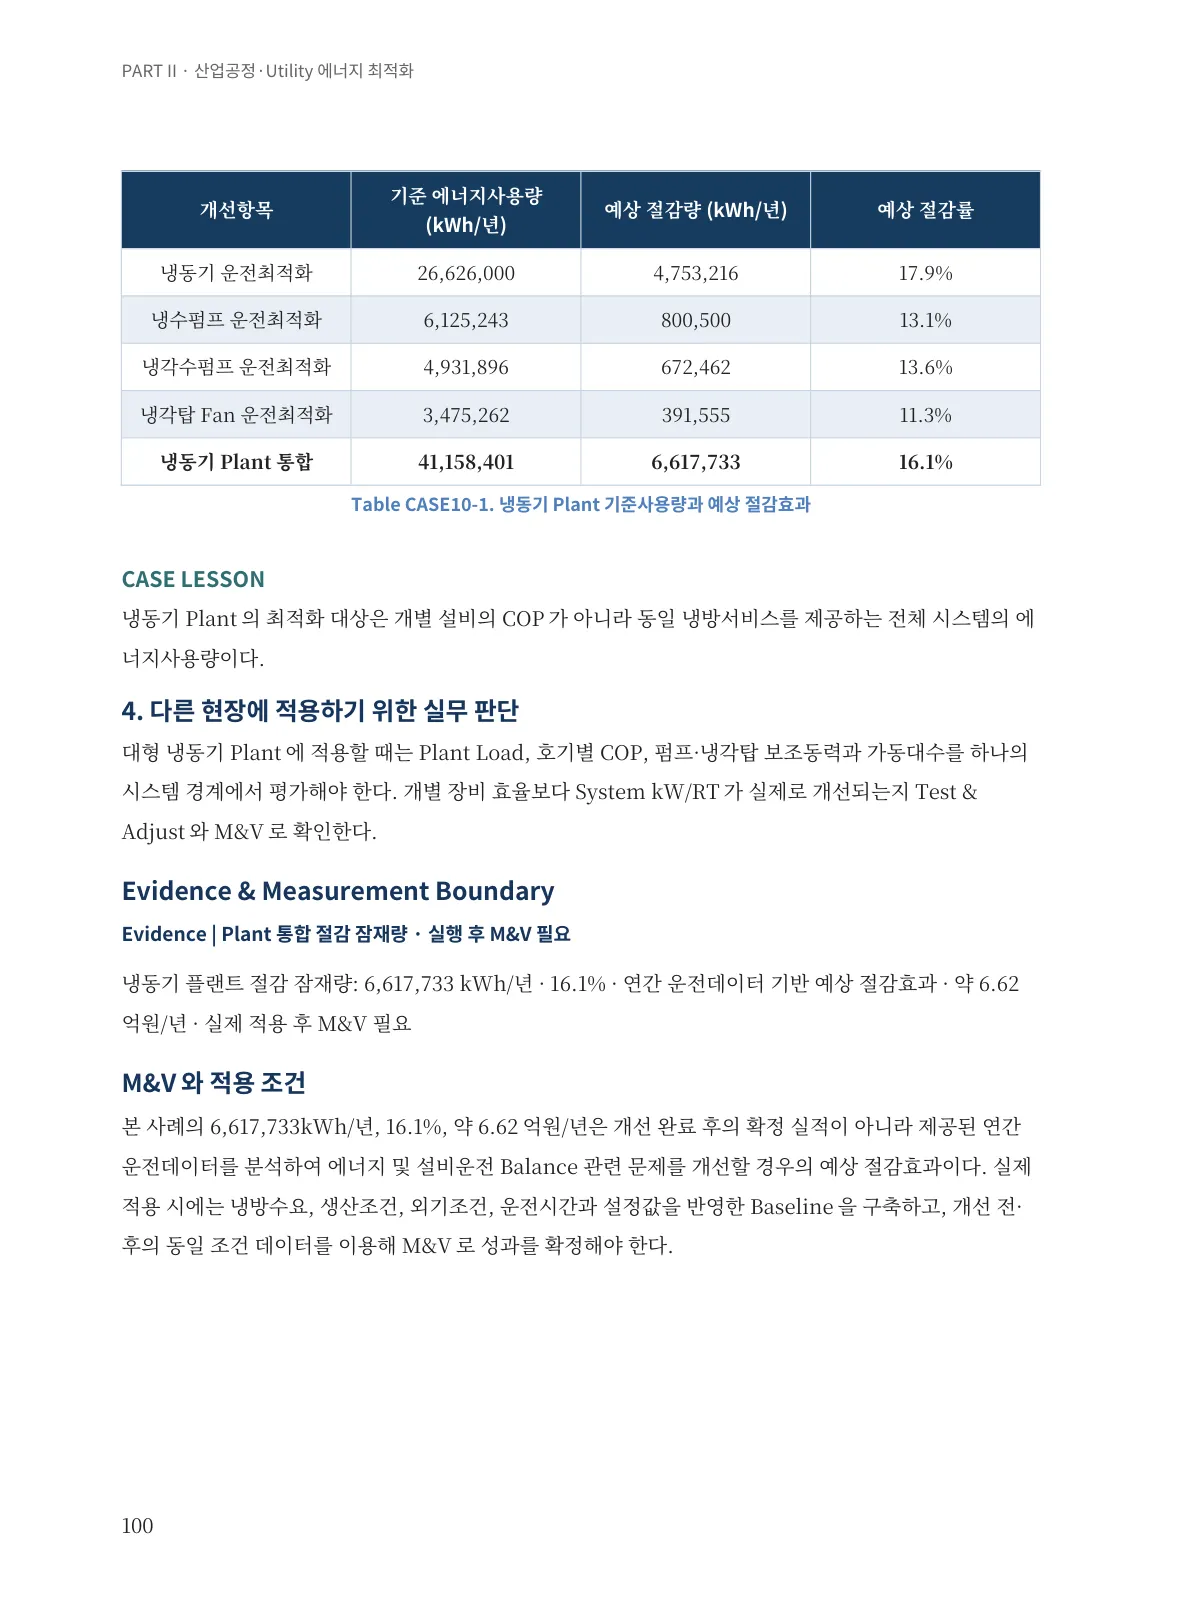 PART II · 산업공정·Utility 에너지 최적화
개선항목
기준 에너지사용량
(kWh/년)
예상 절감량 (kWh/년)
예상 절감률
냉동기 운전최적화 26,626,000 4,753,216 17.9%
냉수펌프 운전최적화 6,125,243 800,500 13.1%
냉각수펌프 운전최적화 4,931,896 672,462 13.6%
냉각탑 Fan 운전최적화 3,475,262 391,555 11.3%
냉동기 Plant 통합 41,158,401 6,617,733 16.1%
Table CASE10-1. 냉동기 Plant 기준사용량과 예상 절감효과
CASE LESSON
냉동기 Plant 의 최적화 대상은 개별 설비의 COP 가 아니라 동일 냉방서비스를 제공하는 전체 시스템의 에
너지사용량이다.
4. 다른 현장에 적용하기 위한 실무 판단
대형 냉동기 Plant 에 적용할 때는 Plant Load, 호기별 COP, 펌프·냉각탑 보조동력과 가동대수를 하나의
시스템 경계에서 평가해야 한다. 개별 장비 효율보다 System kW/RT 가 실제로 개선되는지 Test &
Adjust 와 M&V 로 확인한다.
Evidence & Measurement Boundary
Evidence | Plant 통합 절감 잠재량 · 실행 후 M&V 필요
냉동기 플랜트 절감 잠재량: 6,617,733 kWh/년 · 16.1% · 연간 운전데이터 기반 예상 절감효과 · 약 6.62
억원/년 · 실제 적용 후 M&V 필요
M&V 와 적용 조건
본 사례의 6,617,733kWh/년, 16.1%, 약 6.62 억원/년은 개선 완료 후의 확정 실적이 아니라 제공된 연간
운전데이터를 분석하여 에너지 및 설비운전 Balance 관련 문제를 개선할 경우의 예상 절감효과이다. 실제
적용 시에는 냉방수요, 생산조건, 외기조건, 운전시간과 설정값을 반영한 Baseline 을 구축하고, 개선 전·
후의 동일 조건 데이터를 이용해 M&V 로 성과를 확정해야 한다.
100